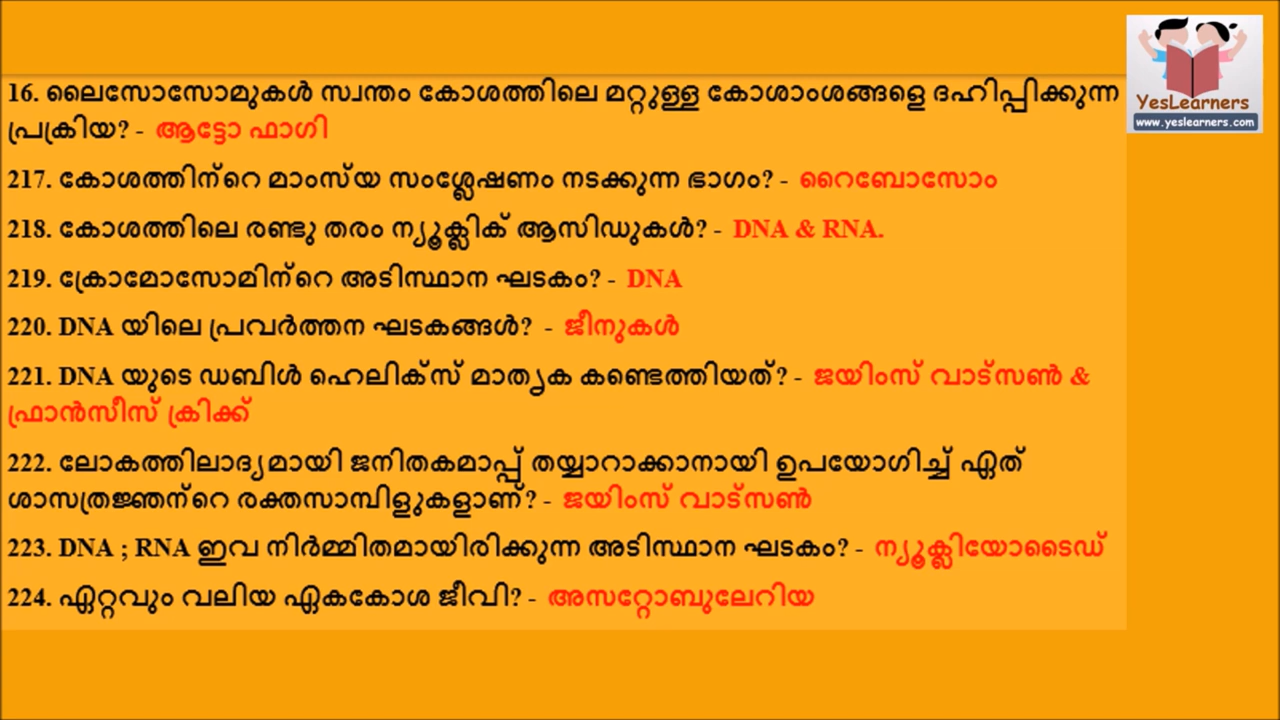 YesLearners
www.yeslearners.com
16. ലൈസോസോമുകൾ സ്വന്തം കോശത്തിലെ മറ്റുള്ള കോശാംശങ്ങളെ ദഹിപ്പിക്കുന്ന
പ്രക്രിയ? - ആട്ടോ ഫാഗി
217. കോശത്തിന്റെ മാംസ്യ സംശ്ലേഷണം നടക്കുന്ന ഭാഗം? - റൈബോസോം
218. കോശത്തിലെ രണ്ടു തരം ന്യൂക്ലിക് ആസിഡുകൾ? - DNA & RNA.
219. ക്രോമോസോമിന്റെ അടിസ്ഥാന ഘടകം? - DNA
220. DNA യിലെ പ്രവർത്തന ഘടകങ്ങൾ? - ജീനുകൾ
221. DNA യുടെ ഡബിൾ ഹെലിക്സ് മാതൃക കണ്ടെത്തിയത്? - ജയിംസ് വാട്സൺ &
ഫ്രാൻസീസ് ക്രിക്ക്
222. ലോകത്തിലാദ്യമായി ജനിതകമാപ്പ് തയ്യാറാക്കാനായി ഉപയോഗിച്ച് ഏത്
ശാസത്രജ്ഞന്റെ രക്തസാമ്പിളുകളാണ്? - ജയിംസ് വാട്സൺ
223. DNA ; RNA ഇവ നിർമ്മിതമായിരിക്കുന്ന അടിസ്ഥാന ഘടകം? - ന്യൂക്ലിയോടൈഡ്
224. ഏറ്റവും വലിയ ഏകകോശ ജീവി? - അസറ്റോബുലേറിയ